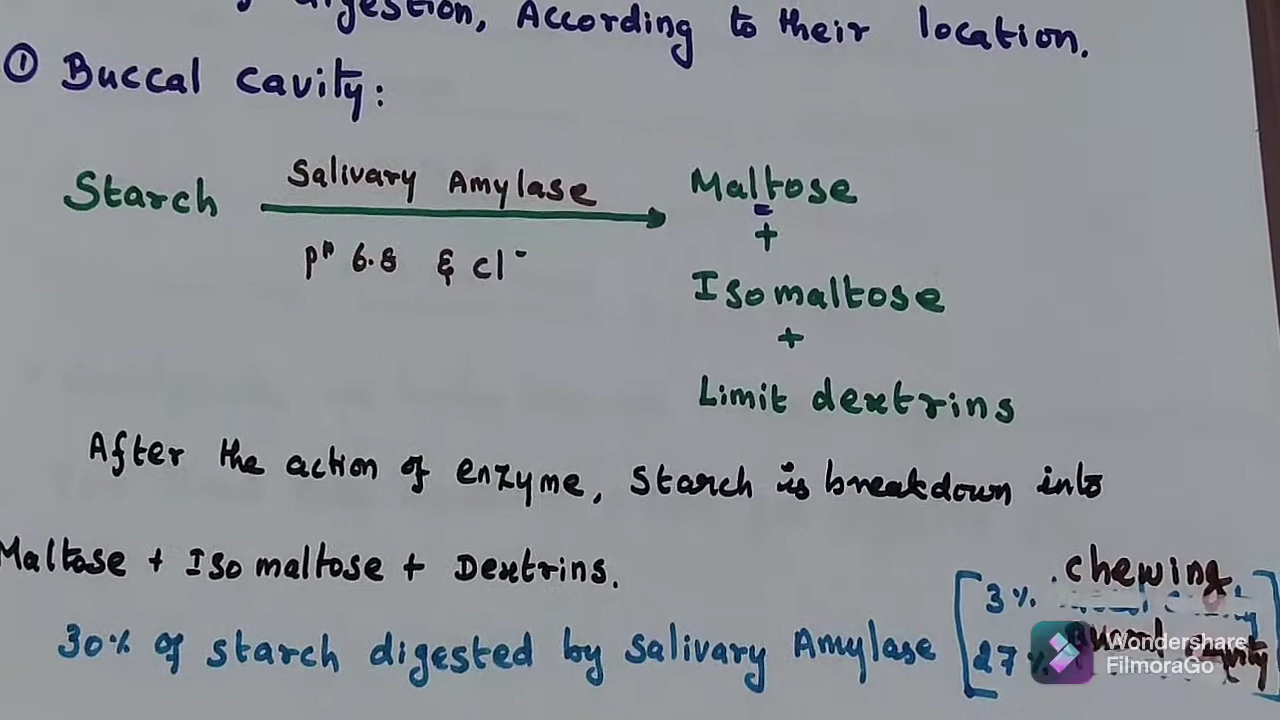 digestion, According to their location.
① Buccal cavity:
Starch Salivary Amylase Maltose
pH 6.8 & cl⁻ +
Isomaltose
+
Limit dextrins
After the action of enzyme, starch is breakdown into
Maltase + Isomaltose + Dextrins.
30% of starch digested by salivary Amylase [ 3% chewing
27% cavity ]
Wondershare
FilmoraGo